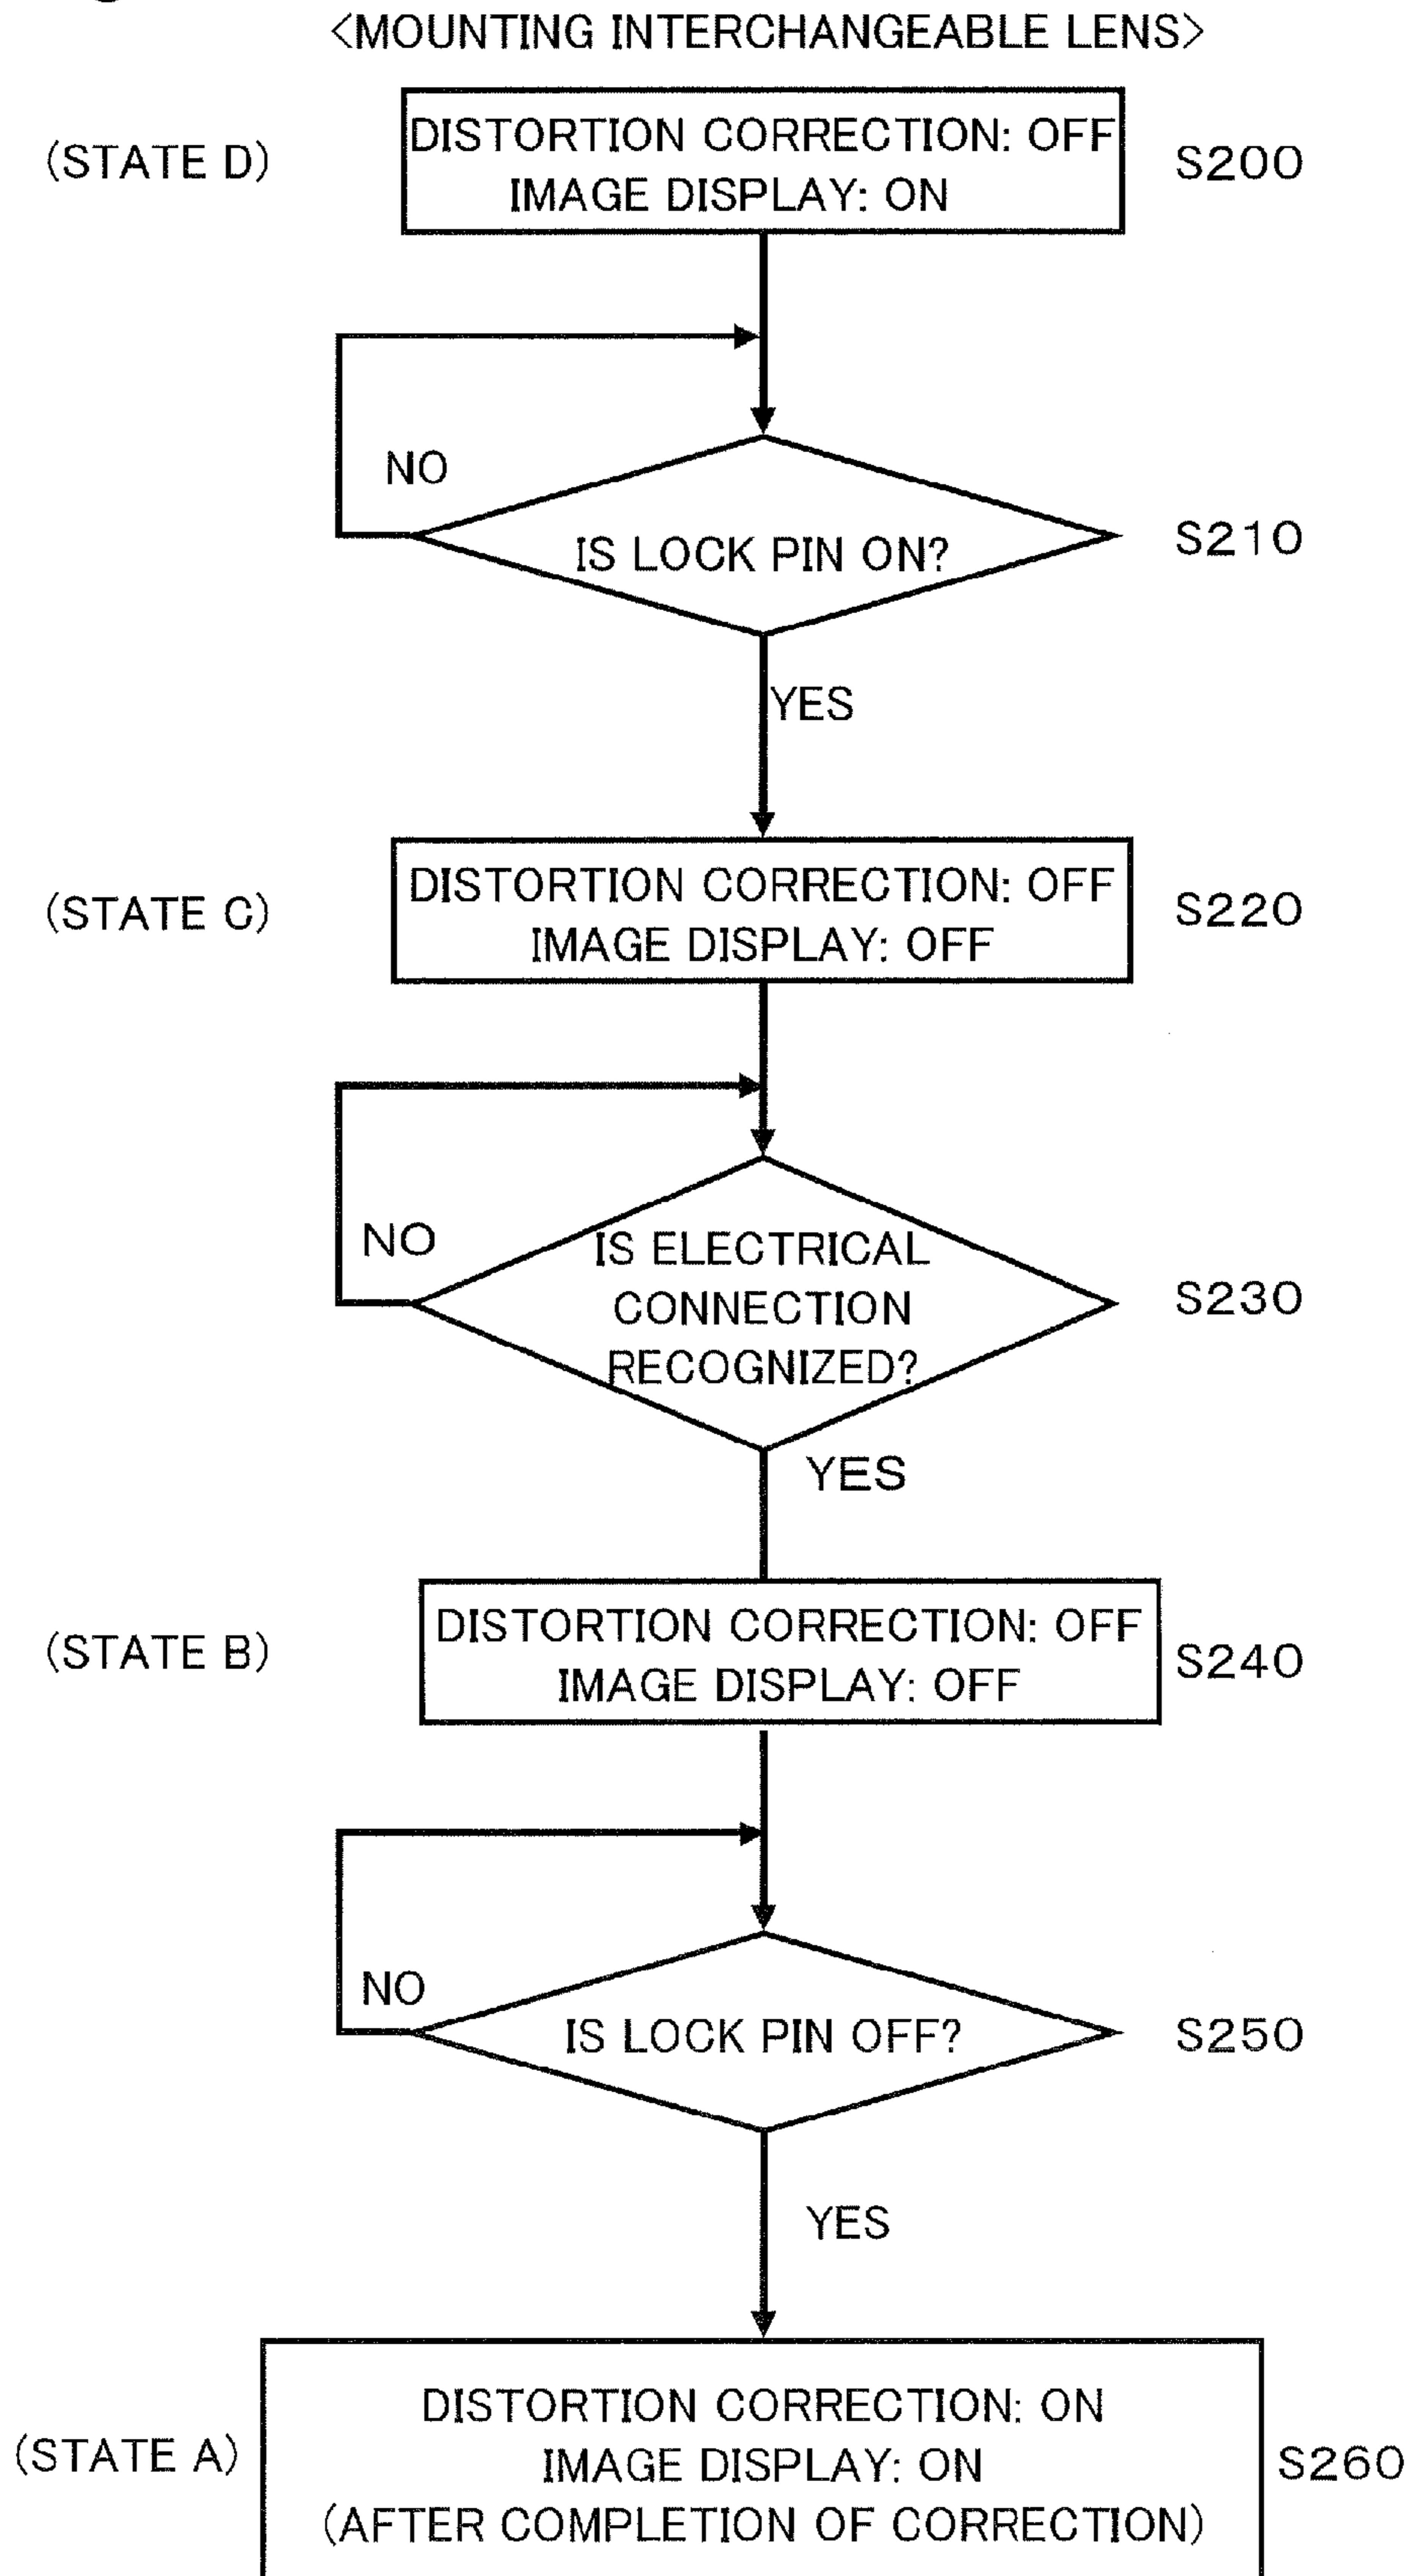 <MOUNTING INTERCHANGEABLE LENS>
DISTORTION CORRECTION: OFF
IMAGE DISPLAY: ON
(STATE D)
S200
NO
IS LOCK PIN ON?
S210
YES
DISTORTION CORRECTION: OFF
IMAGE DISPLAY: OFF
(STATE C)
S220
NO
IS ELECTRICAL
CONNECTION
RECOGNIZED?
S230
YES
DISTORTION CORRECTION: OFF
IMAGE DISPLAY: OFF
(STATE B)
S240
NO
IS LOCK PIN OFF?
S250
YES
DISTORTION CORRECTION: ON
IMAGE DISPLAY: ON
(AFTER COMPLETION OF CORRECTION)
(STATE A)
S260